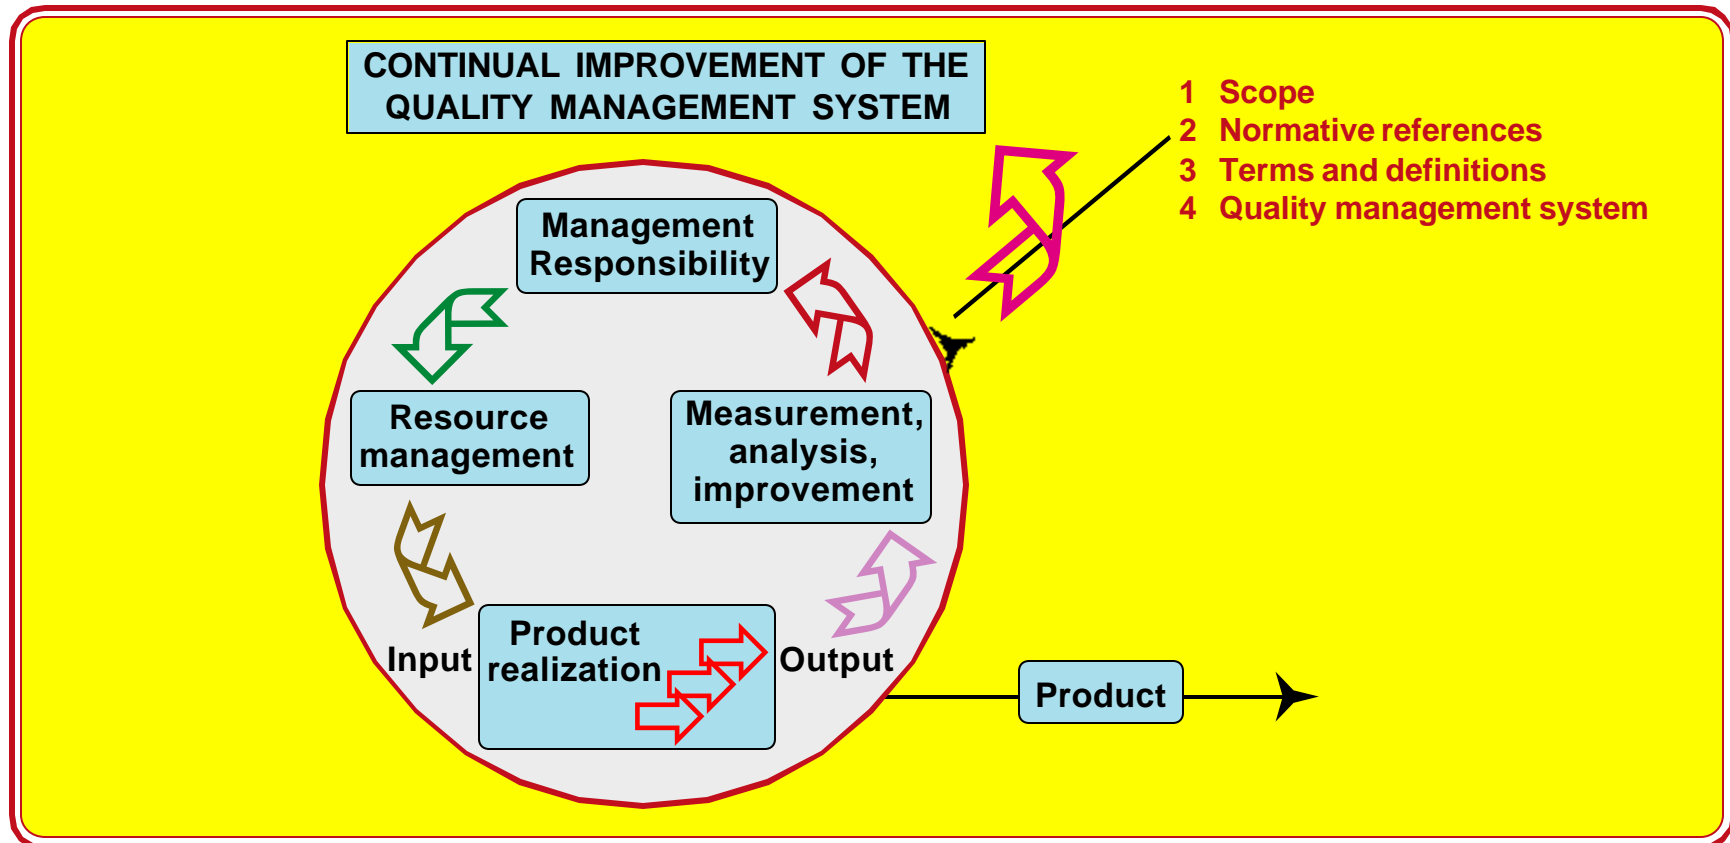 CONTINUAL IMPROVEMENT OF THE
QUALITY MANAGEMENT SYSTEM
1 Scope
2 Normative references
3 Terms and definitions
4 Quality management system
Management
Responsibility
Resource
management
Measurement,
analysis,
improvement
Input
Product
realization
Output
Product